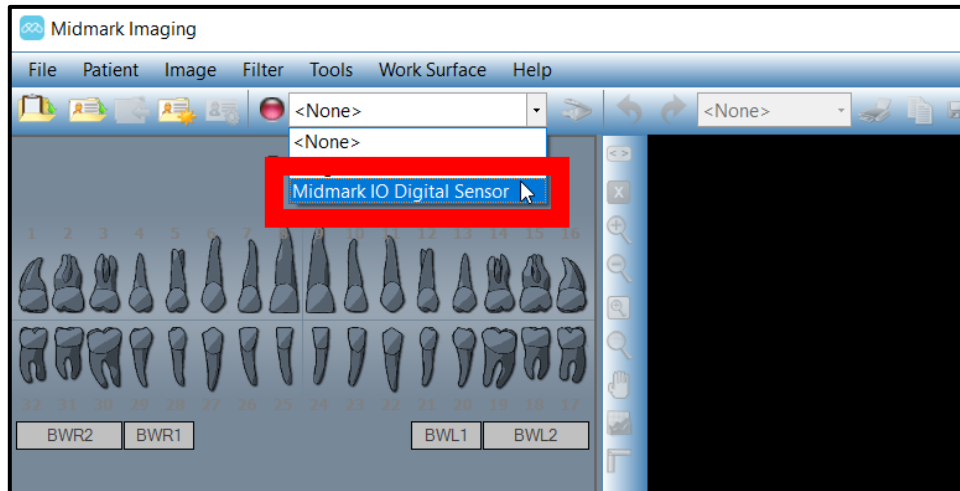 Midmark Imaging
File Patient Image Filter Tools Work Surface Help
<None> <None>
<None>
Midmark IO Digital Sensor
1 2 3 4 5 6 7 8 9 10 11 12 13 14 15 16
32 31 30 29 28 27 26 25 24 23 22 21 20 19 18 17
BWR2 BWR1 BWL1 BWL2